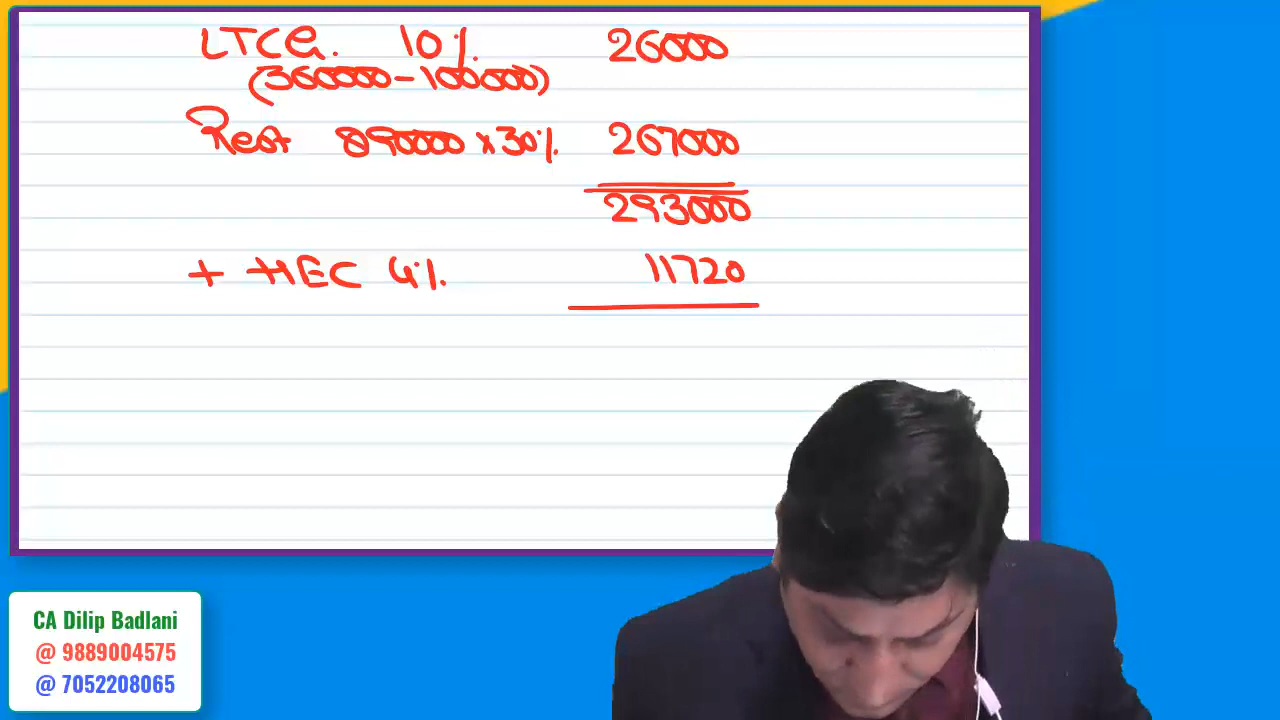 LTCG. 10%. 26000
(360000-100000)
Rest 890000 x 30% 267000
293000
+ HEC 4%. 11720
CA Dilip Badlani
@ 9889004575
@ 7052208065